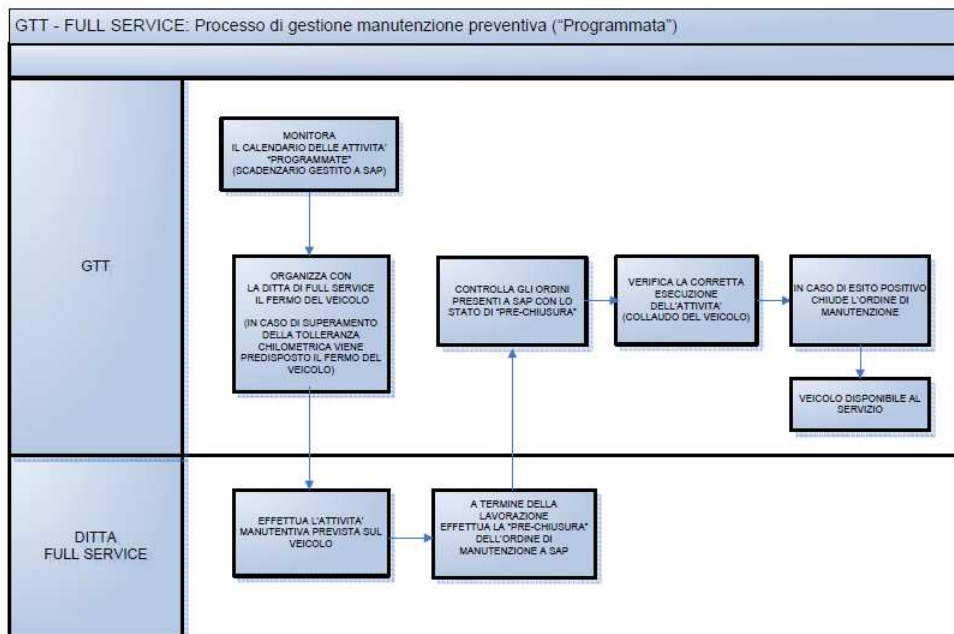 GTT - FULL SERVICE: Processo di gestione manutenzione preventiva ("Programmata")
GTT
MONITORA
IL CALENDARIO DELLE ATTIVITA'
"PROGRAMMATE"
(SCADENZARIO GESTITO A SAP)
ORGANIZZA CON
LA DITTA DI FULL SERVICE
IL FERMO DEL VEICOLO
(IN CASO DI SUPERAMENTO
DELLA TOLLERANZA
CHILOMETRICA VIENE
PREDISPOSTO IL FERMO DEL
VEICOLO)
CONTROLLA GLI ORDINI
PRESENTI A SAP CON LO
STATO DI "PRE-CHIUSURA"
VERIFICA LA CORRETTA
ESECUZIONE
DELL'ATTIVITA'
(COLLAUDO DEL VEICOLO)
IN CASO DI ESITO POSITIVO
CHIUDE L'ORDINE DI
MANUTENZIONE
VEICOLO DISPONIBILE AL
SERVIZIO
DITTA
FULL SERVICE
EFFETTUA L'ATTIVITA'
MANUTENTIVA PREVISTA SUL
VEICOLO
A TERMINE DELLA
LAVORAZIONE
EFFETTUA LA "PRE-CHIUSURA"
DELL'ORDINE DI
MANUTENZIONE A SAP